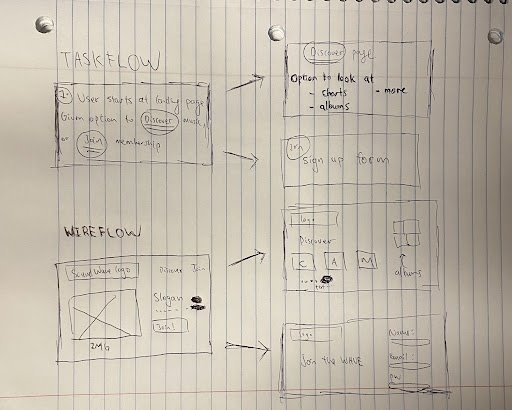 TASKFLOW
1. User starts at landing page
Given option to Discover music,
or Join membership
Discover page
Option to look at
- charts - more
- albums
Join
sign up form
WIREFLOW
SoundWave logo Discover Join
Slogan
Join!
IMG
logo
Discover
C A M
albums
logo
Join the WAVE
Name:
Email:
PW